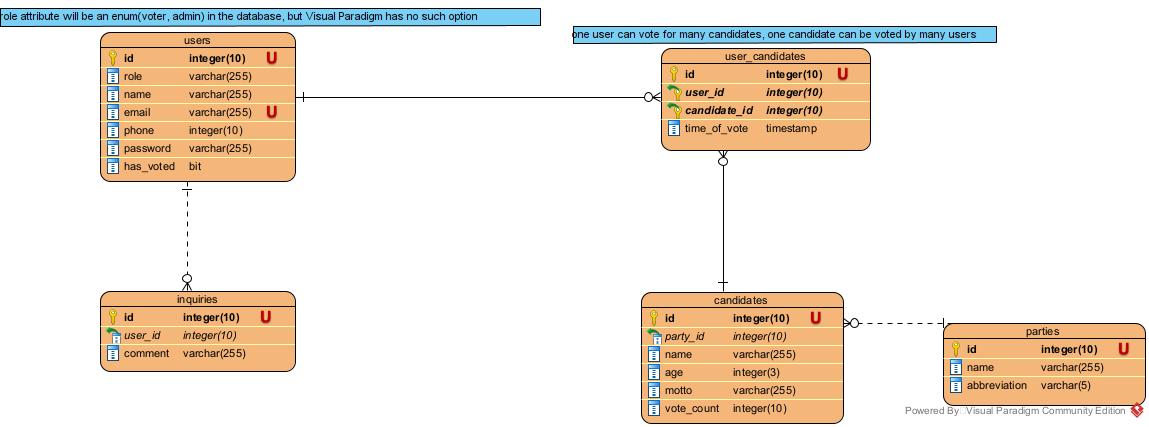 role attribute will be an enum(voter, admin) in the database, but Visual Paradigm has no such option
one user can vote for many candidates, one candidate can be voted by many users
users
id integer(10) U
role varchar(255)
name varchar(255)
email varchar(255) U
phone integer(10)
password varchar(255)
has_voted bit
user_candidates
id integer(10) U
user_id integer(10)
candidate_id integer(10)
time_of_vote timestamp
inquiries
id integer(10) U
user_id integer(10)
comment varchar(255)
candidates
id integer(10) U
party_id integer(10)
name varchar(255)
age integer(3)
motto varchar(255)
vote_count integer(10)
parties
id integer(10) U
name varchar(255)
abbreviation varchar(5)
Powered By Visual Paradigm Community Edition